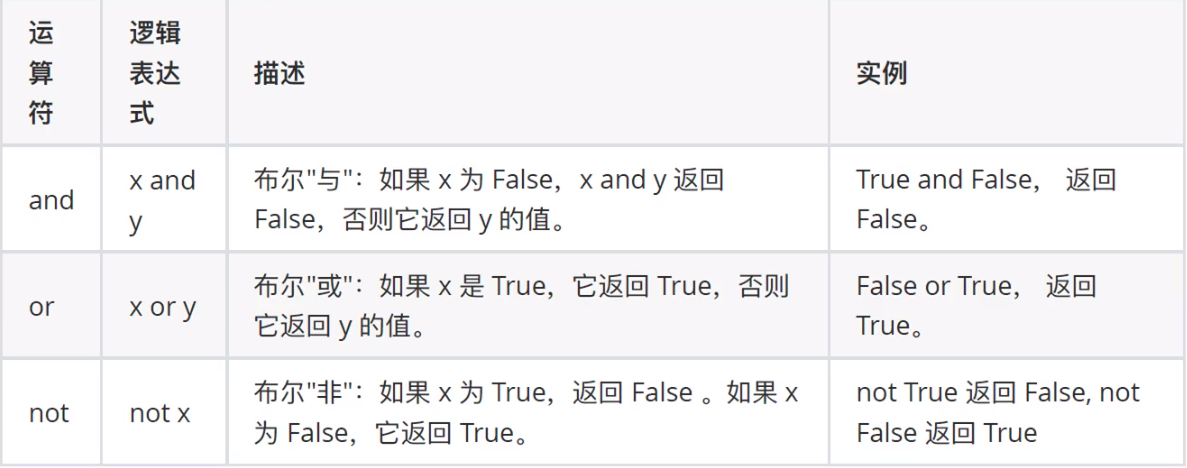 运
算
符
逻辑
表达
式
描述
实例
and
x and
y
布尔"与"：如果 x 为 False，x and y 返回
False，否则它返回 y 的值。
True and False， 返回
False。
or
x or y
布尔"或"：如果 x 是 True，它返回 True，否则
它返回 y 的值。
False or True， 返回
True。
not
not x
布尔"非"：如果 x 为 True，返回 False 。如果 x
为 False，它返回 True。
not True 返回 False, not
False 返回 True